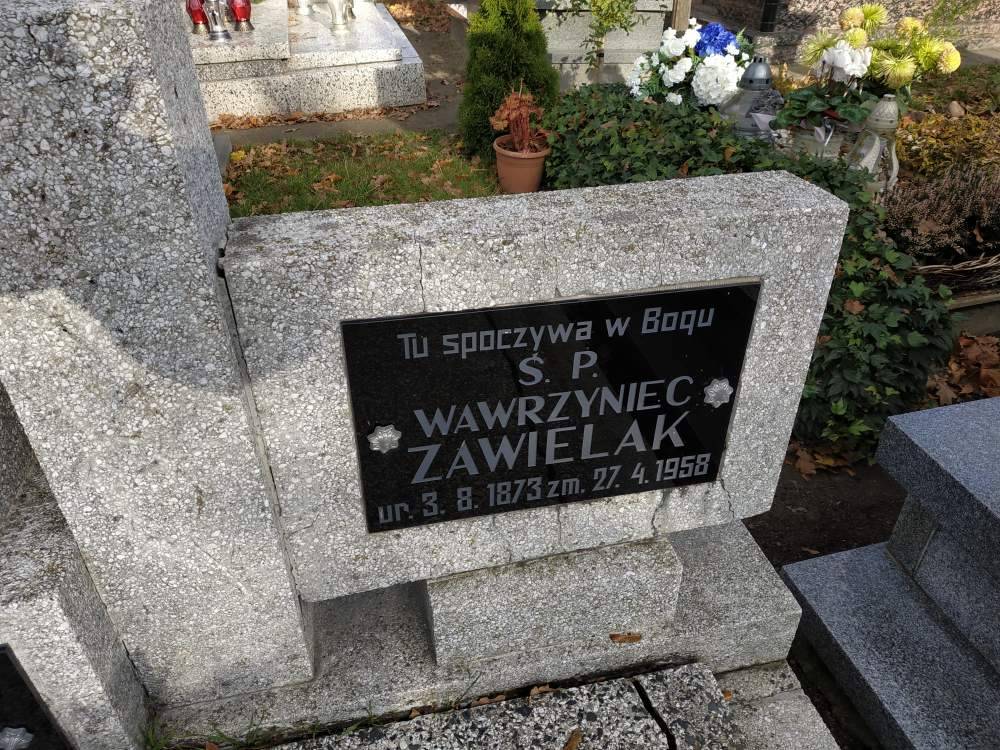 Tu spoczywa w Bogu
Ś. P.
WAWRZYNIEC
ZAWIELAK
ur. 3. 8. 1873 zm. 27. 4. 1958